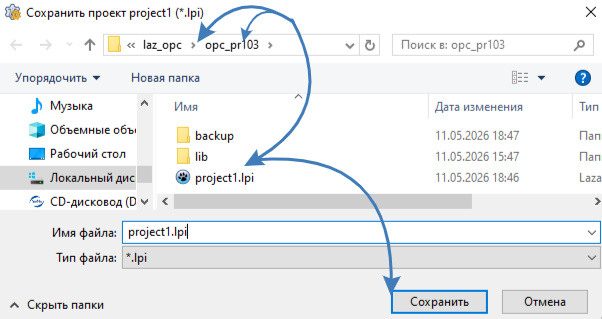 Сохранить проект project1 (*.lpi)
« laz_opc > opc_pr103 >
Поиск в: opc_pr103
Упорядочить
Новая папка
Имя
Дата изменения
Тип
Музыка
Объемные объе
Рабочий стол
Локальный дис
CD-дисковод (D
backup 11.05.2026 18:47 Пап
lib 11.05.2026 15:47 Пап
project1.lpi 11.05.2026 18:46 Laza
Имя файла: project1.lpi
Тип файла: *.lpi
Скрыть папки
Сохранить
Отмена